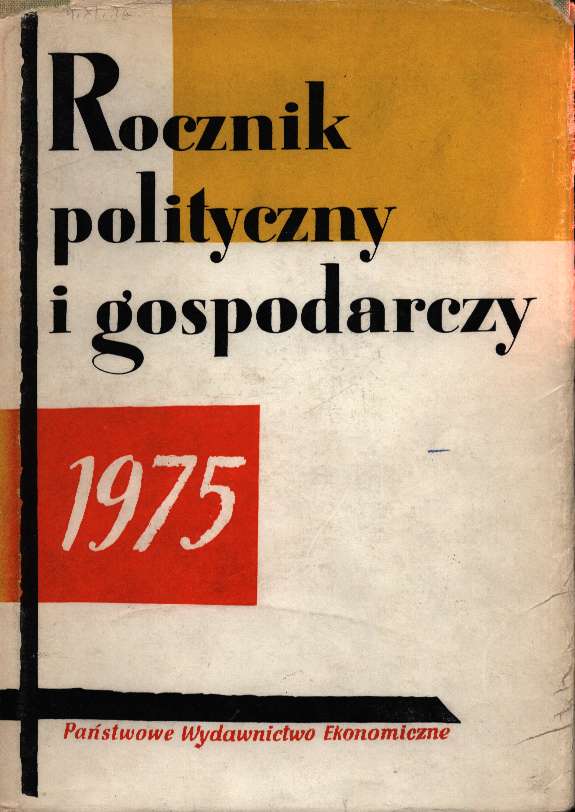 Rocznik
polityczny
i gospodarczy
1975
Państwowe Wydawnictwo Ekonomiczne